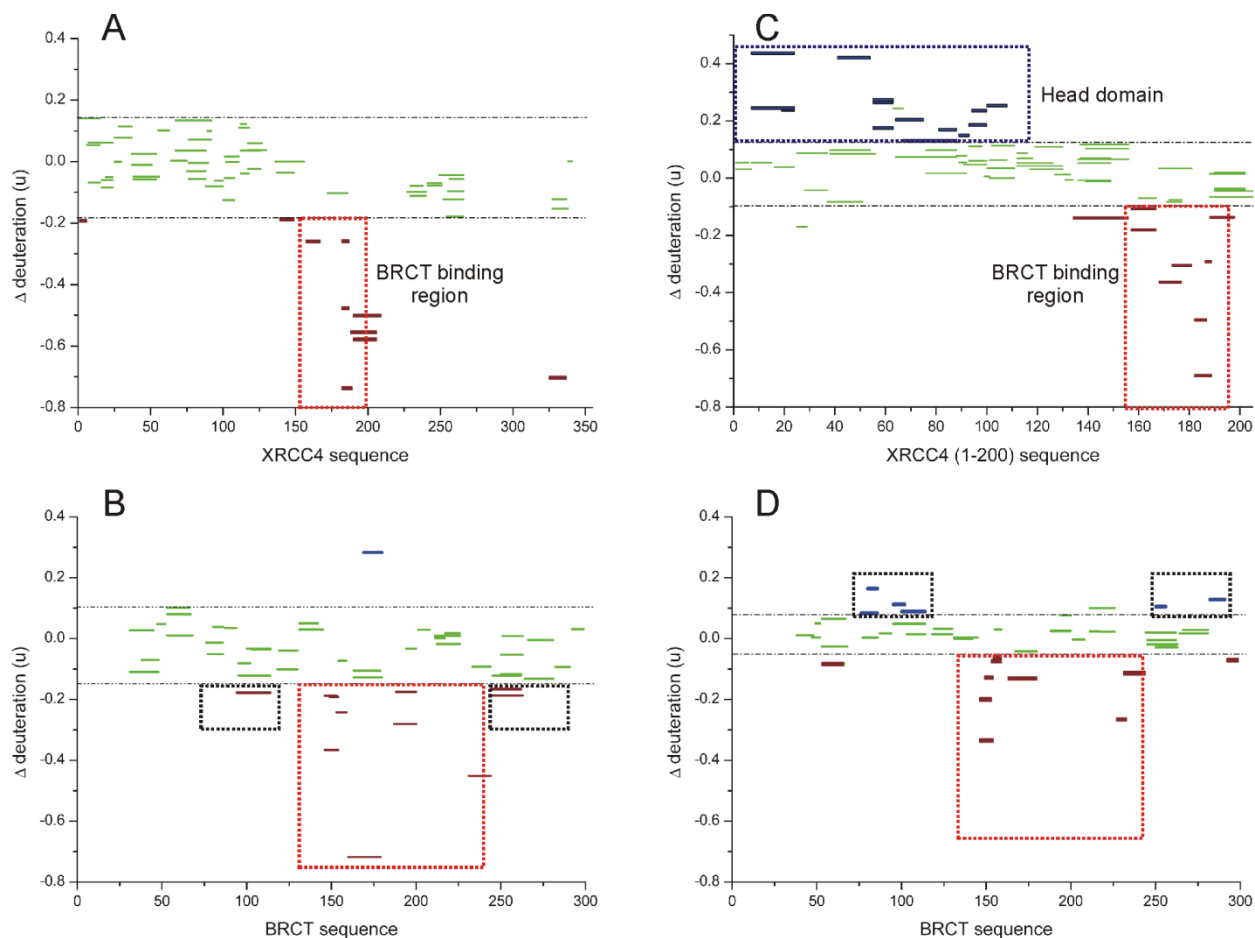 A
0.4
0.2
0.0
-0.2
-0.4
-0.6
-0.8
Δ deuteration (u)
BRCT binding
region
0 50 100 150 200 250 300 350
XRCC4 sequence
C
0.4
0.2
0.0
-0.2
-0.4
-0.6
-0.8
Δ deuteration (u)
Head domain
BRCT binding
region
0 20 40 60 80 100 120 140 160 180 200
XRCC4 (1-200) sequence
B
0.4
0.2
0.0
-0.2
-0.4
-0.6
-0.8
Δ deuteration (u)
0 50 100 150 200 250 300
BRCT sequence
D
0.4
0.2
0.0
-0.2
-0.4
-0.6
-0.8
Δ deuteration (u)
0 50 100 150 200 250 300
BRCT sequence